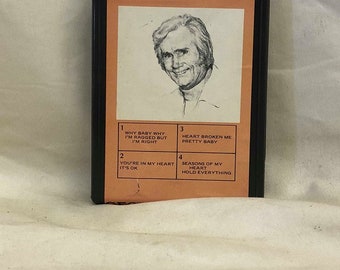 1
WHY BABY WHY
I'M RAGGED BUT
I'M RIGHT
2
YOU'RE IN MY HEART
IT'S OK
3
HEART BROKEN ME
PRETTY BABY
4
SEASONS OF MY
HEART
HOLD EVERYTHING